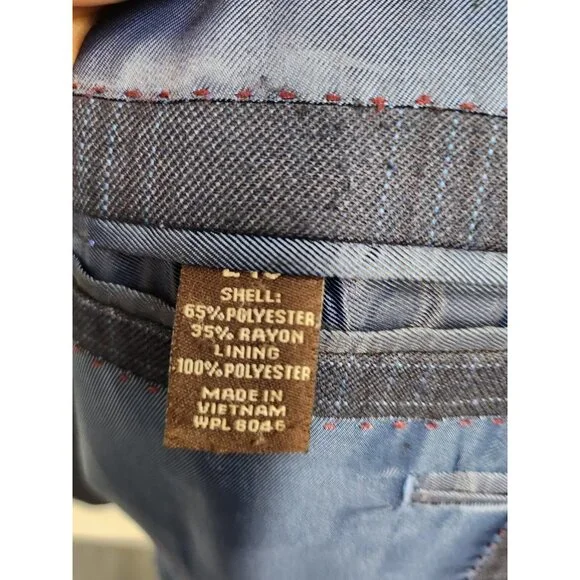 SHELL:
65% POLYESTER
35% RAYON
LINING
100% POLYESTER
MADE IN
VIETNAM
WPL 8046